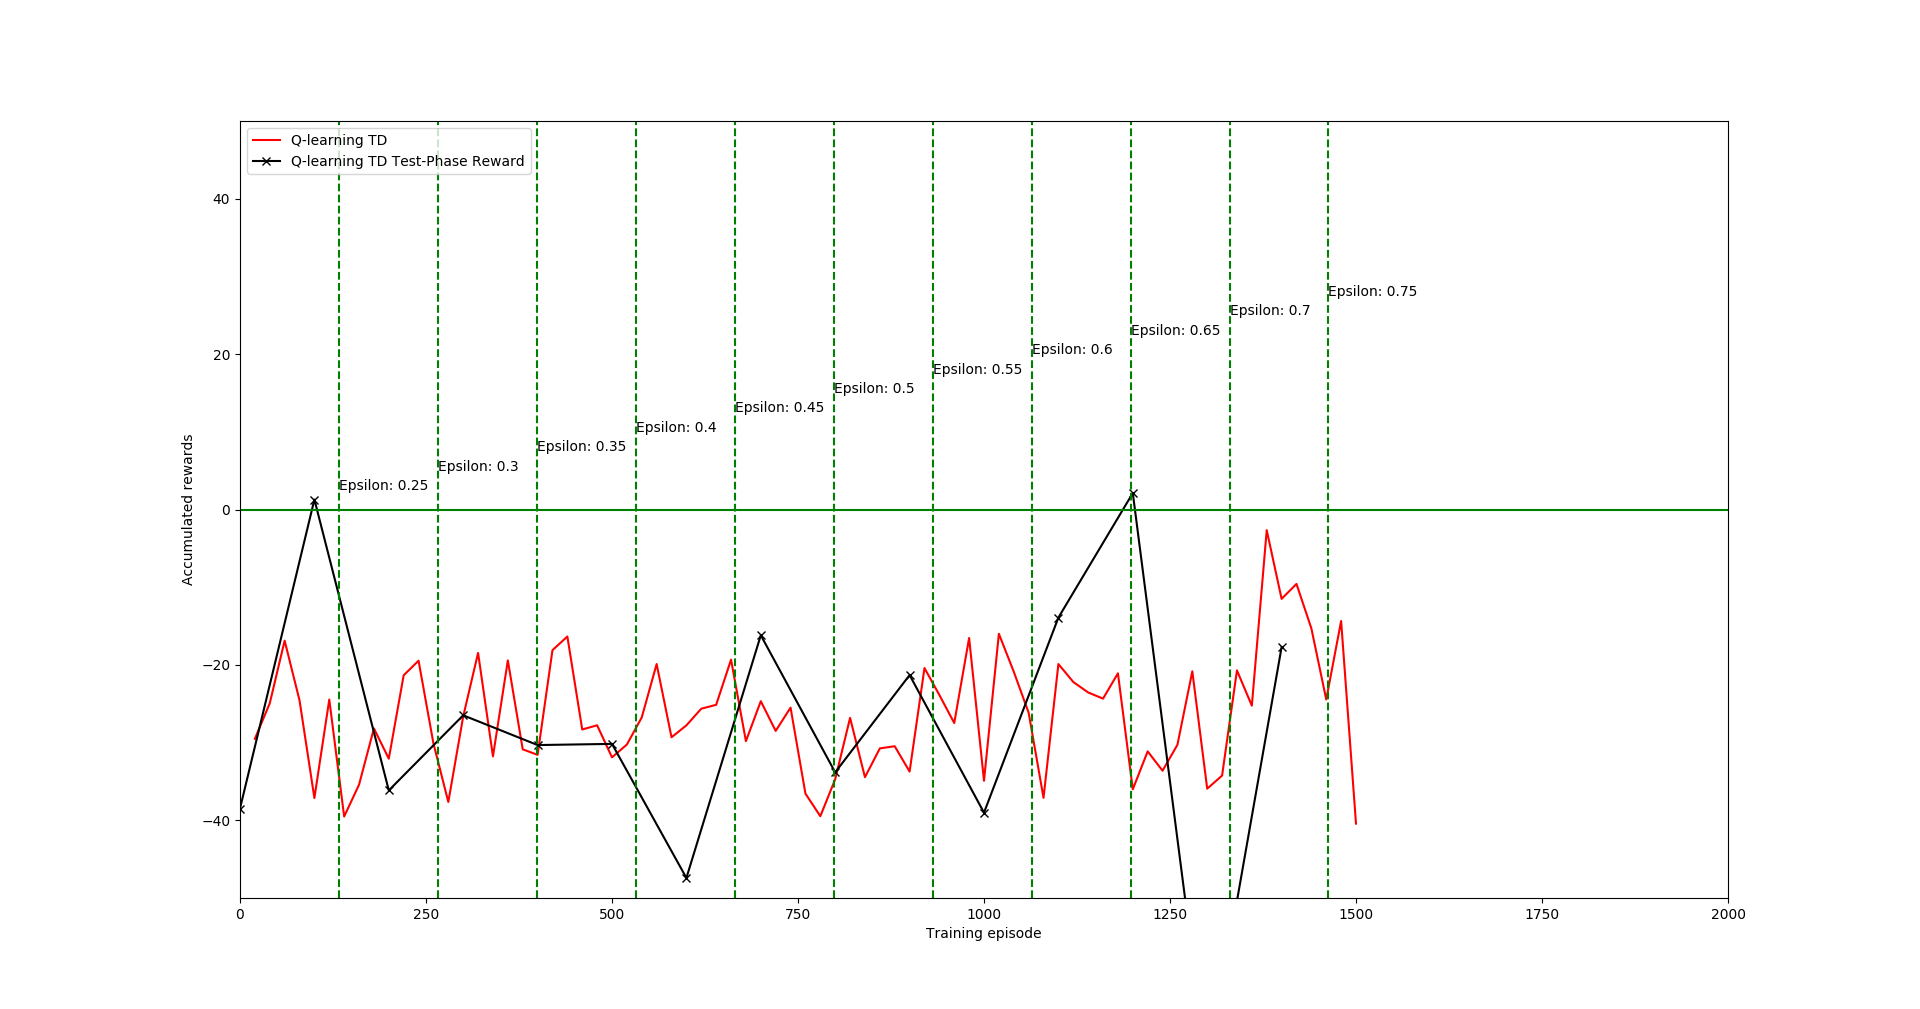 Q-learning TD
Q-learning TD Test-Phase Reward
40
20
0
−20
−40
Accumulated rewards
Epsilon: 0.75
Epsilon: 0.7
Epsilon: 0.65
Epsilon: 0.6
Epsilon: 0.55
Epsilon: 0.5
Epsilon: 0.45
Epsilon: 0.4
Epsilon: 0.35
Epsilon: 0.3
Epsilon: 0.25
0 250 500 750 1000 1250 1500 1750 2000
Training episode